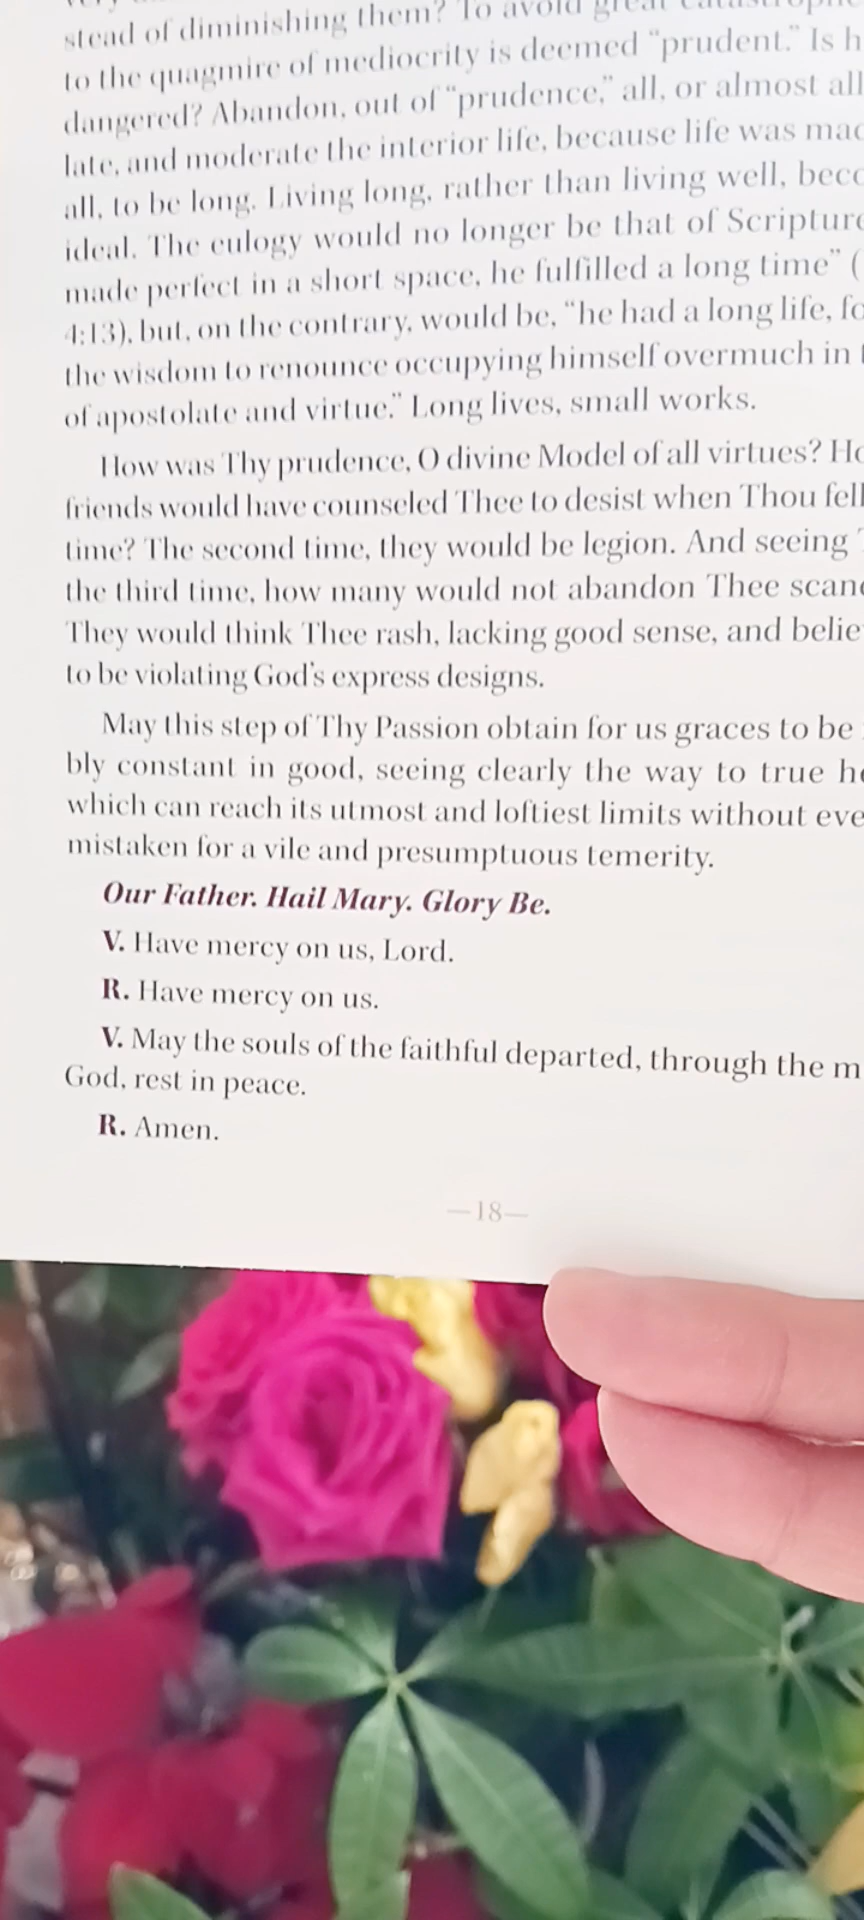 stead of diminishing them? To avoid great
to the quagmire of mediocrity is deemed “prudent.” Is
dangered? Abandon, out of “prudence,” all, or almost all
late, and moderate the interior life, because life was
all, to be long. Living long, rather than living well,
ideal. The eulogy would no longer be that of
made perfect in a short space, he fulfilled a long time” (
4:13), but, on the contrary, would be, “he had a long life,
the wisdom to renounce occupying himself overmuch in
of apostolate and virtue.” Long lives, small works.
How was Thy prudence, O divine Model of all virtues?
friends would have counseled Thee to desist when Thou fell
time? The second time, they would be legion. And seeing
the third time, how many would not abandon Thee
They would think Thee rash, lacking good sense, and
to be violating God’s express designs.
May this step of Thy Passion obtain for us graces to be
bly constant in good, seeing clearly the way to true
which can reach its utmost and loftiest limits without
mistaken for a vile and presumptuous temerity.
Our Father. Hail Mary. Glory Be.
V. Have mercy on us, Lord.
R. Have mercy on us.
V. May the souls of the faithful departed, through the
God, rest in peace.
R. Amen.
—18—